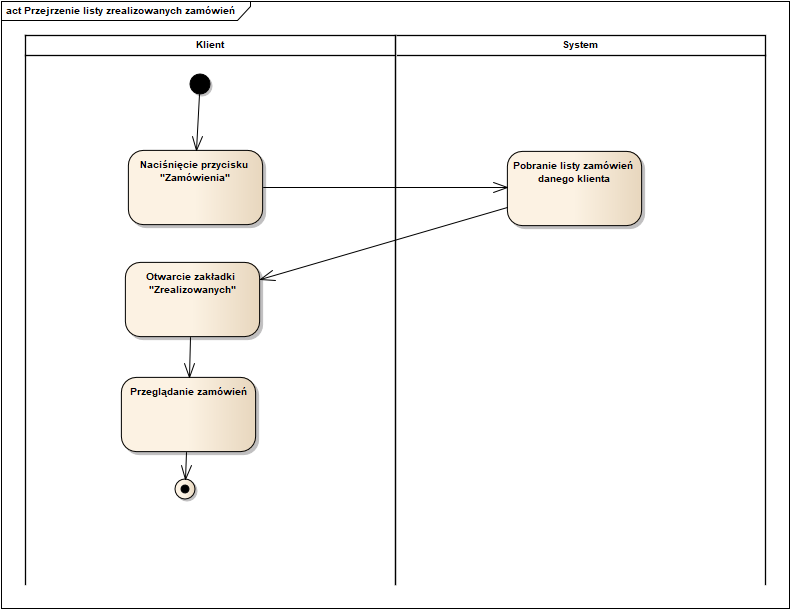 act Przejrzenie listy zrealizowanych zamówień
Klient
System
Naciśnięcie przycisku
"Zamówienia"
Pobranie listy zamówień
danego klienta
Otwarcie zakładki
"Zrealizowanych"
Przeglądanie zamówień